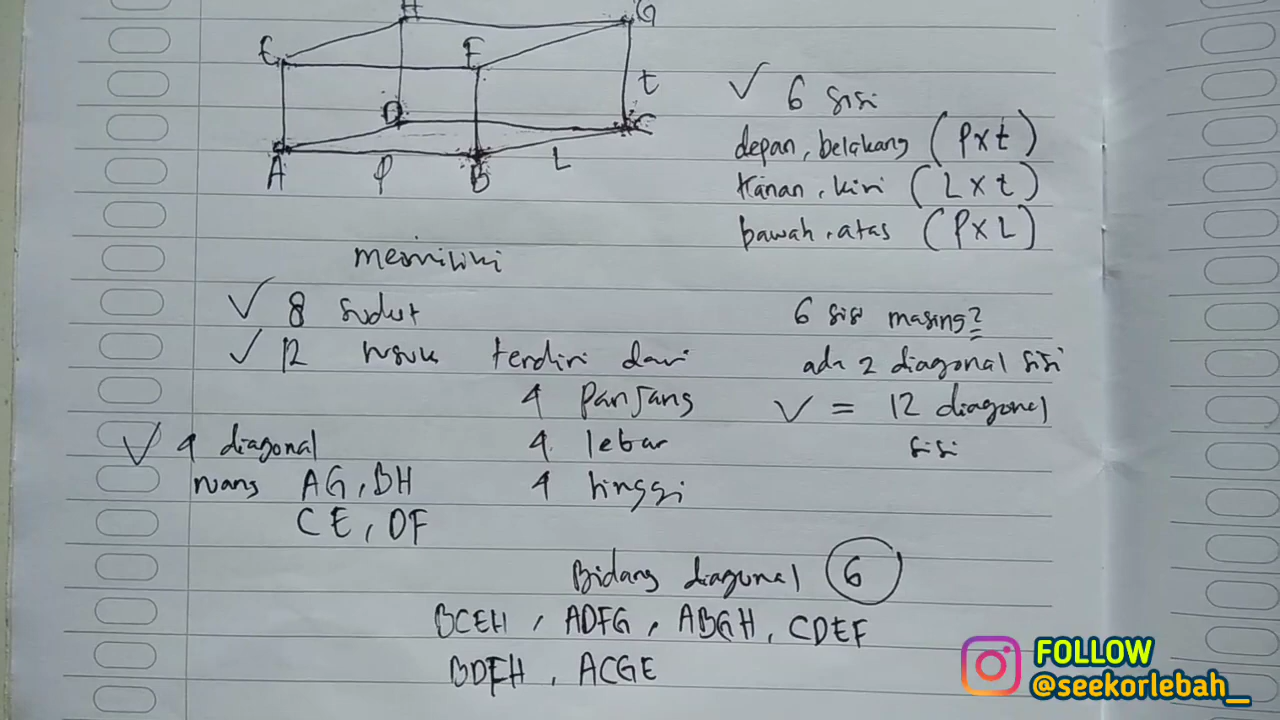 H G
E F
t
D C
A P B L
✓ 6 sisi
depan, belakang (P x t)
kanan, kiri (L x t)
bawah, atas (P x L)
memiliki
✓ 8 sudut
✓ 12 rusuk terdiri dari
4 panjang
4 lebar
4 tinggi
✓ 4 diagonal
ruang AG, BH
CE, DF
6 sisi masing2
ada 2 diagonal sisi
✓ = 12 diagonal
sisi
Bidang diagonal 6
BCEH, ADFG, ABGH, CDEF
BDFH, ACGE
FOLLOW
@seekorlebah_